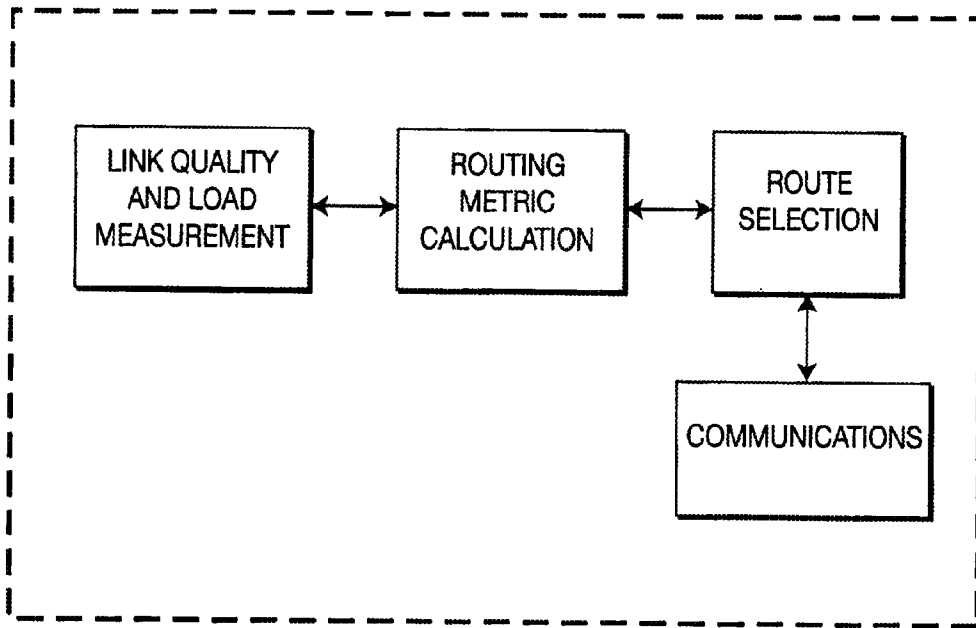 LINK QUALITY
AND LOAD
MEASUREMENT
ROUTING
METRIC
CALCULATION
ROUTE
SELECTION
COMMUNICATIONS